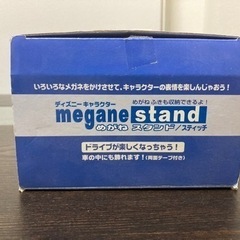 いろいろなメガネをかけさせて、キャラクターの表情を楽しんじゃおう!
ディズニーキャラクター めがねふきも収納できるよ!
megane stand
めがね スタンド/スティッチ
ドライブが楽しくなっちゃう!
車の中にも飾れます!(両面テープ付き)